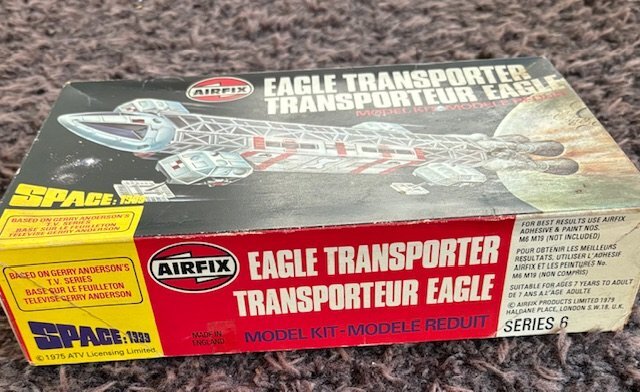 AIRFIX
EAGLE TRANSPORTER
TRANSPORTEUR EAGLE
MODEL KIT-MODELE REDUIT
SPACE:1999
BASED ON GERRY ANDERSON'S
T.V. SERIES
BASE SUR LE FEUILLETON
TELEVISE GERRY ANDERSON
BASED ON GERRY ANDERSON'S
T.V. SERIES
BASE SUR LE FEUILLETON
TELEVISE GERRY ANDERSON
SPACE:1999
© 1975 ATV Licensing Limited.
AIRFIX
MADE IN
ENGLAND
EAGLE TRANSPORTER
TRANSPORTEUR EAGLE
MODEL KIT-MODELE REDUIT
FOR BEST RESULTS USE AIRFIX
ADHESIVE & PAINT NOS.
M6 M19 (NOT INCLUDED)
POUR OBTENIR LES MEILLEURS
RESULTATS, UTILISER L'ADHESIF
AIRFIX ET LES PEINTURES No.
M6 M19 (NON COMPRIS)
SUITABLE FOR AGES 7 YEARS TO ADULT
DE 7 ANS A L'AGE ADULTE
© AIRFIX PRODUCTS LIMITED 1979
HALDANE PLACE, LONDON S.W.18, U.K.
SERIES 6